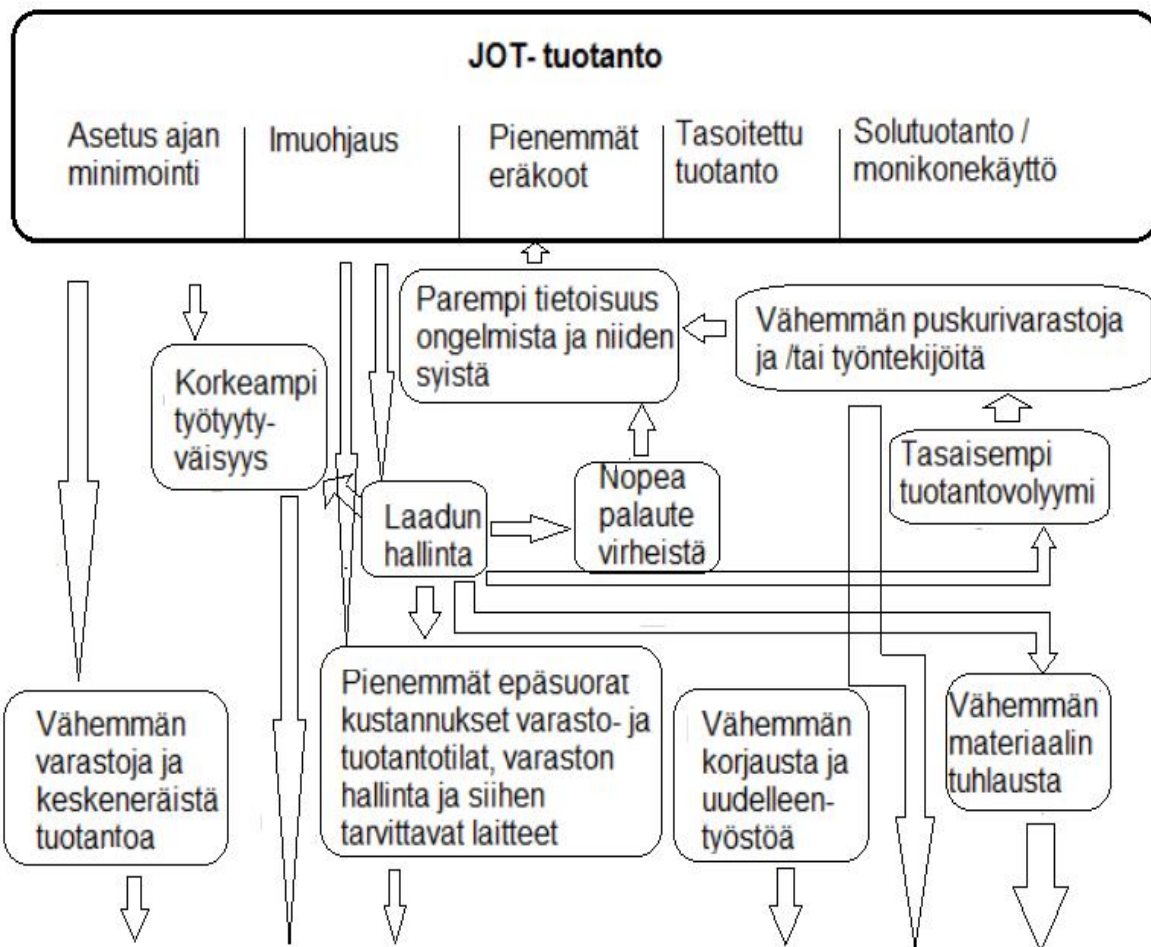 JOT- tuotanto
Asetus ajan
minimointi
Imuohjaus
Pienemmät
eräkoot
Tasoitettu
tuotanto
Solutuotanto /
monikonekäyttö
Parempi tietoisuus
ongelmista ja niiden
syistä
Vähemmän puskurivarastoja
ja /tai työntekijöitä
Korkeampi
työtyyty-
väisyys
Laadun
hallinta
Nopea
palaute
virheistä
Tasaisempi
tuotantovolyymi
Vähemmän
varastoja ja
keskeneräistä
tuotantoa
Pienemmät epäsuorat
kustannukset varasto- ja
tuotantotilat, varaston
hallinta ja siihen
tarvittavat laitteet
Vähemmän
korjausta ja
uudelleen-
työstöä
Vähemmän
materiaalin
tuhlausta